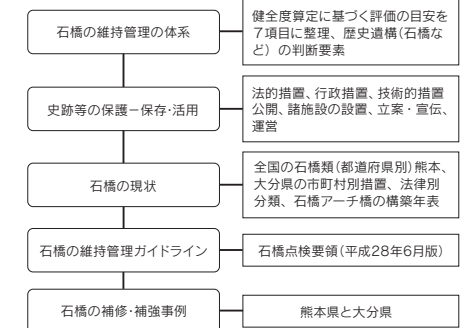 石橋の維持管理の体系
健全度算定に基づく評価の目安を
7項目に整理、歴史遺構(石橋な
ど）の判断要素
史跡等の保護−保存・活用
法的措置、行政措置、技術的措置
公開、諸施設の設置、立案・宣伝、
運営
石橋の現状
全国の石橋類(都道府県別)熊本、
大分県の市町村別措置、法律別
分類、石橋アーチ橋の構築年表
石橋の維持管理ガイドライン
石橋点検要領(平成28年6月版)
石橋の補修・補強事例
熊本県と大分県